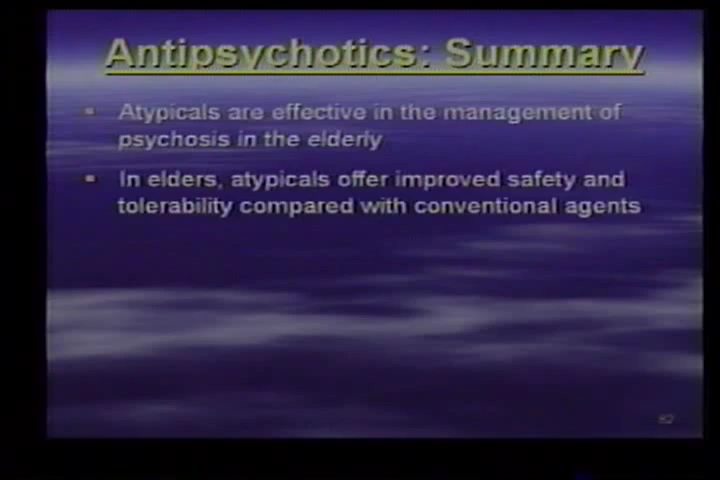 Antipsychotics: Summary
Atypicals are effective in the management of
psychosis in the elderly
In elders, atypicals offer improved safety and
tolerability compared with conventional agents